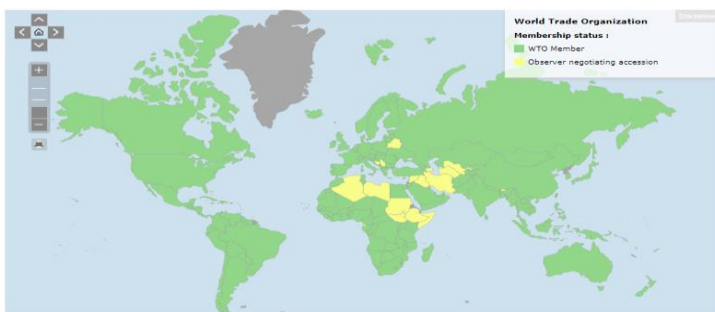 World Trade Organization
Membership status :
WTO Member
Observer negotiating accession